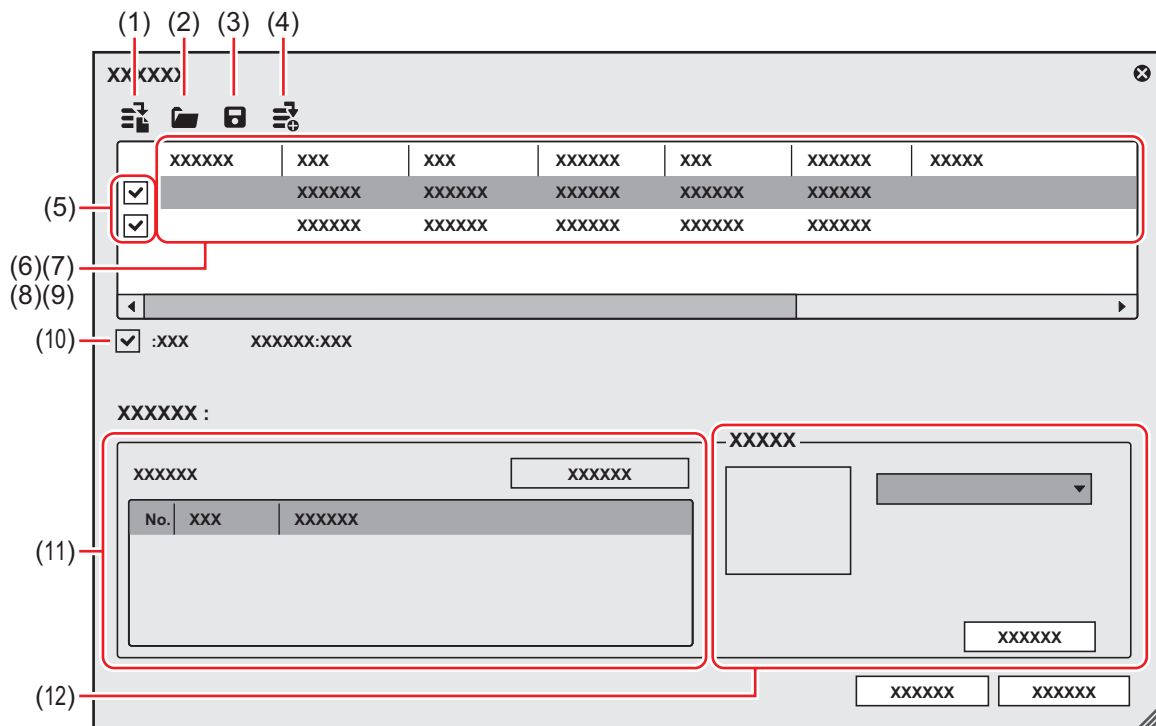 (1) (2) (3) (4)
XXXXXX
XXXXXX XXX XXX XXXXXX XXX XXXXXX XXXXX
(5)
XXXXXX XXXXXX XXXXXX XXXXXX XXXXXX
XXXXXX XXXXXX XXXXXX XXXXXX XXXXXX
(6)(7)
(8)(9)
(10)
:XXX XXXXXX:XXX
XXXXXX :
XXXXX
XXXXXX XXXXXX
No. XXX XXXXXX
(11)
XXXXXX
(12)
XXXXXX XXXXXX